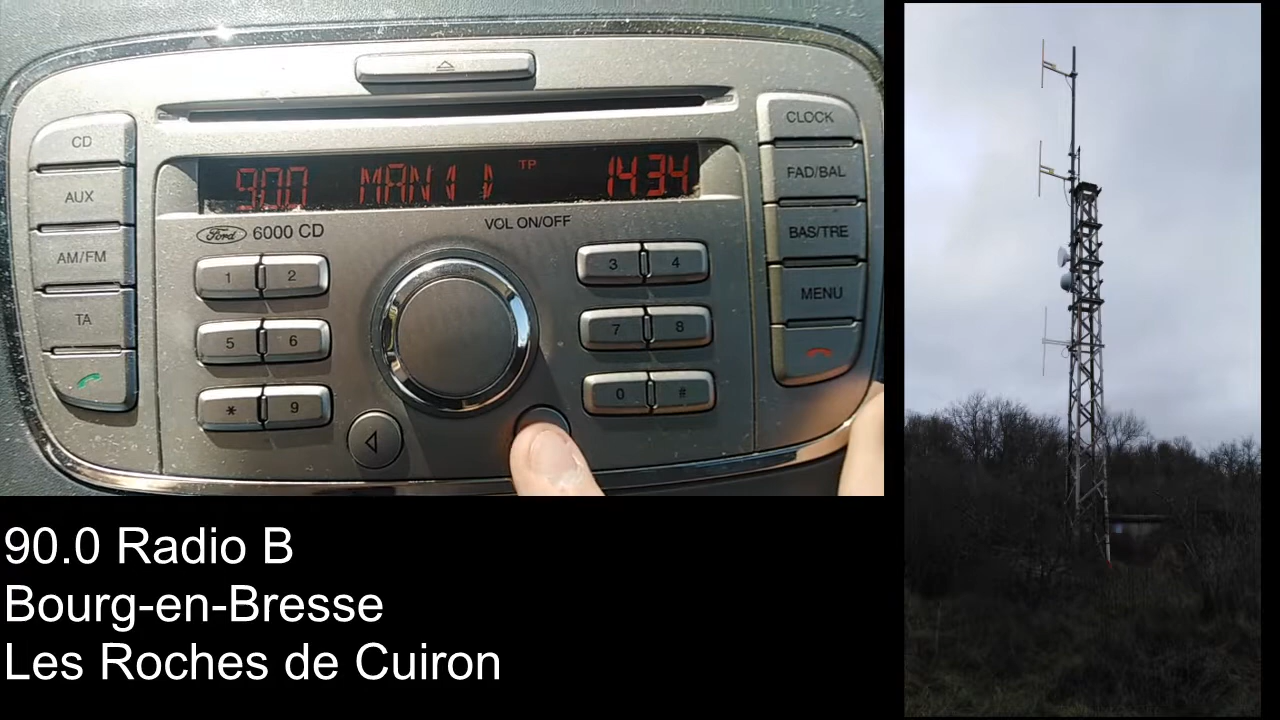 CD
AUX
AM/FM
TA
90.0 MAN TP 14:34
Ford 6000 CD
VOL ON/OFF
1 2
5 6
* 9
3 4
7 8
0 #
CLOCK
FAD/BAL
BAS/TRE
MENU
90.0 Radio B
Bourg-en-Bresse
Les Roches de Cuiron